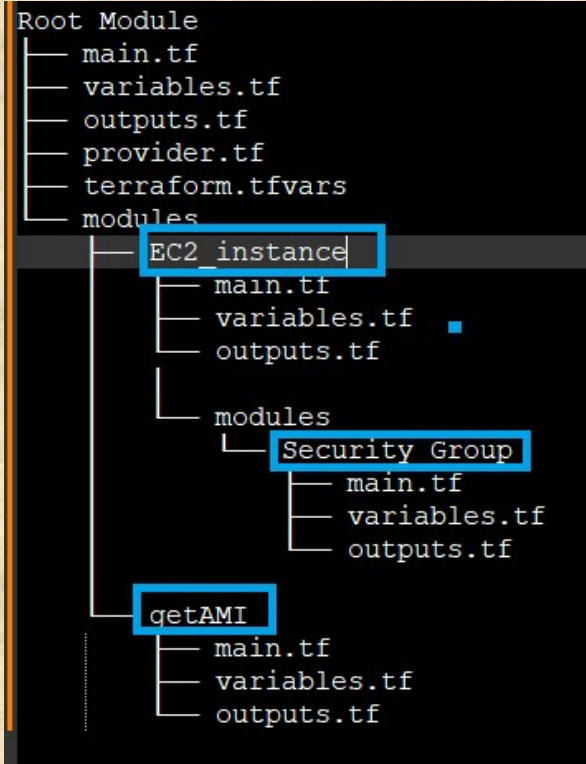 Root Module
main.tf
variables.tf
outputs.tf
provider.tf
terraform.tfvars
modules
EC2_instance
main.tf
variables.tf
outputs.tf
modules
Security Group
main.tf
variables.tf
outputs.tf
getAMI
main.tf
variables.tf
outputs.tf